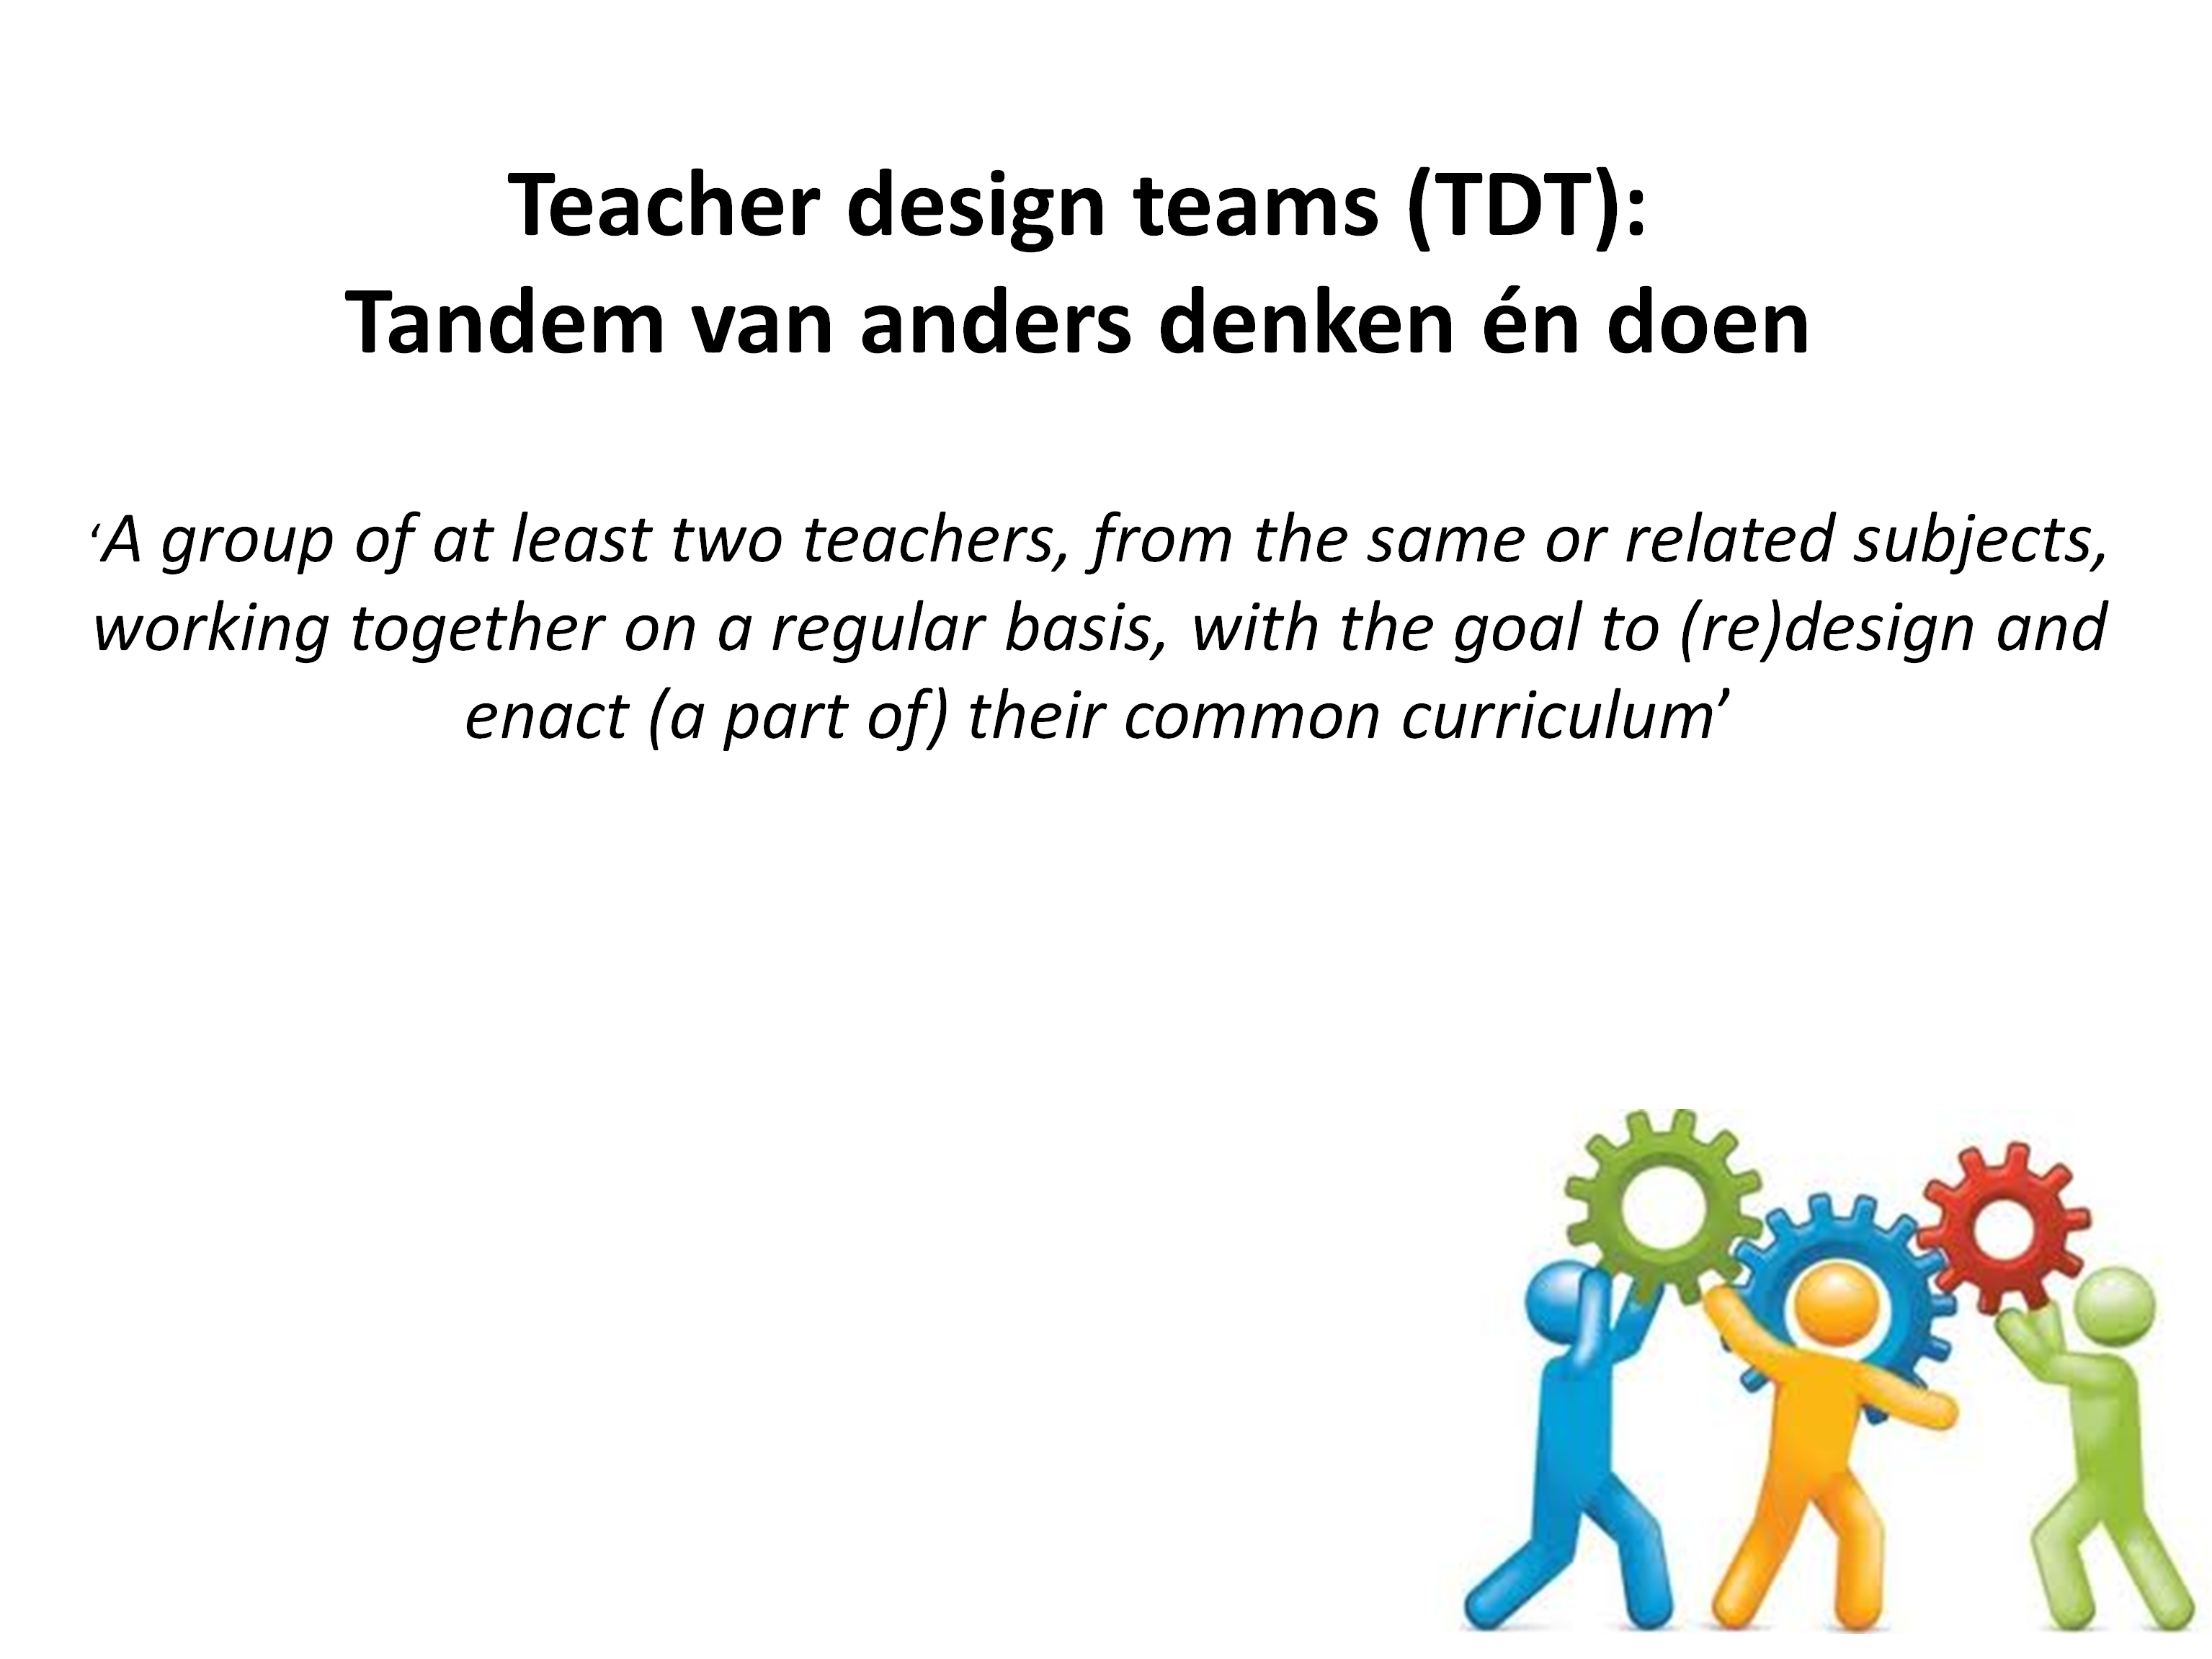 Teacher design teams (TDT):
Tandem van anders denken én doen
‘A group of at least two teachers, from the same or related subjects,
working together on a regular basis, with the goal to (re)design and
enact (a part of) their common curriculum’